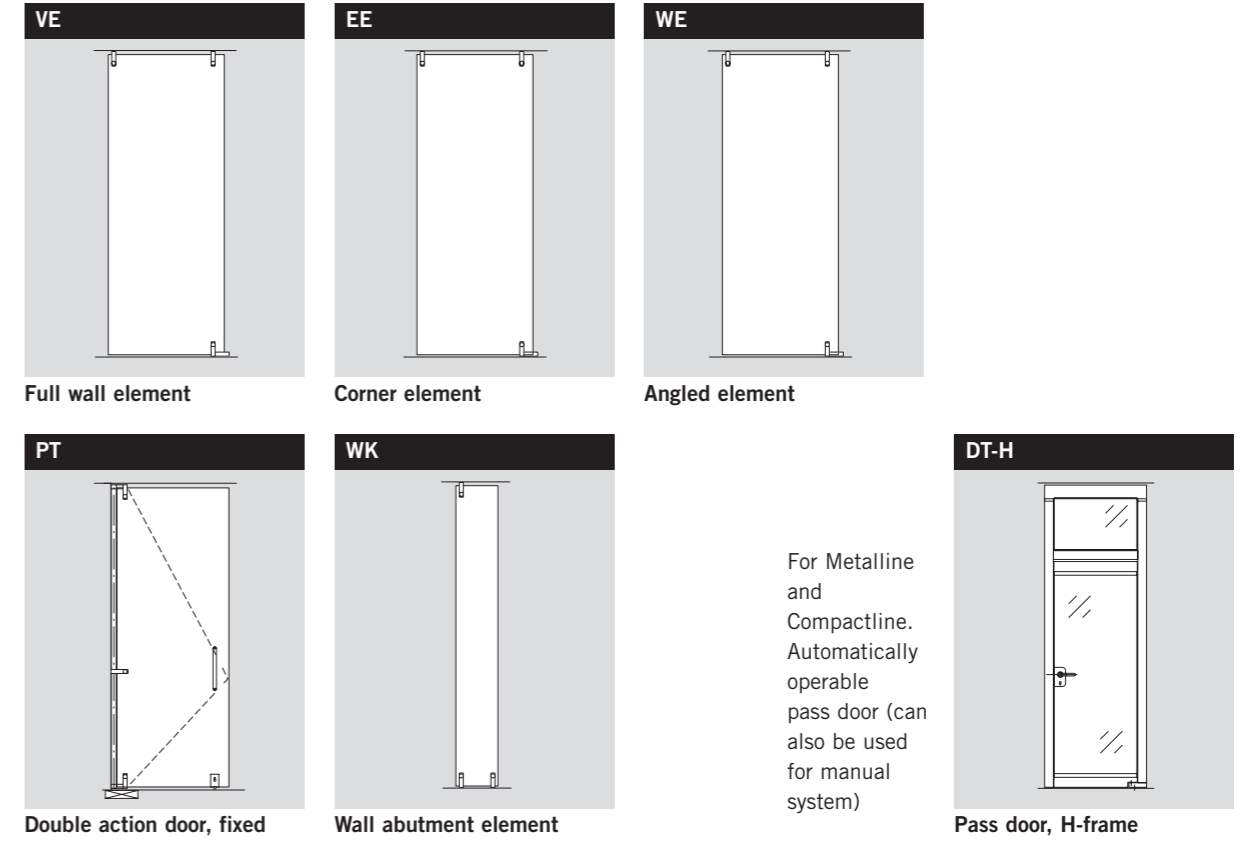 VE
EE
WE
Full wall element
Corner element
Angled element
PT
WK
DT-H
For Metalline
and
Compactline.
Automatically
operable
pass door (can
also be used
for manual
system)
Double action door, fixed
Wall abutment element
Pass door, H-frame